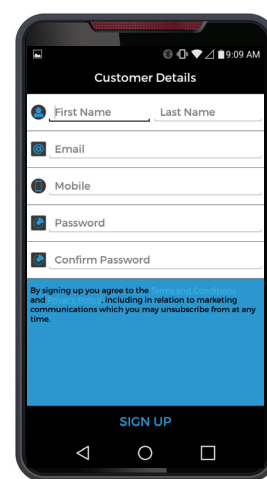 9:09 AM
Customer Details
First Name Last Name
Email
Mobile
Password
Confirm Password
By signing up you agree to the Terms and Conditions
and Privacy Policy, including in relation to marketing
communications which you may unsubscribe from at any
time.
SIGN UP